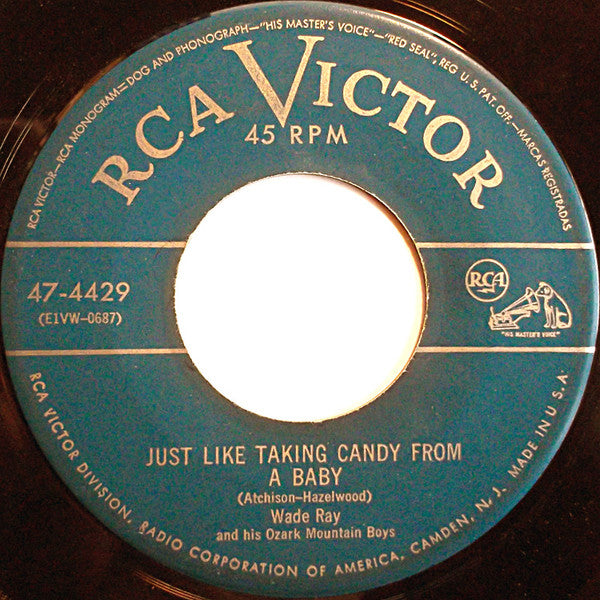 RCA VICTOR—RCA MONOGRAM—DOG AND PHONOGRAPH—"HIS MASTER'S VOICE"—"RED SEAL", REG. U.S. PAT. OFF.—MARCAS REGISTRADAS
RCA VICTOR
45 RPM
47-4429
(E1VW-0687)
RCA
"HIS MASTER'S VOICE"
JUST LIKE TAKING CANDY FROM
A BABY
(Atchison-Hazelwood)
Wade Ray
and his Ozark Mountain Boys
RCA VICTOR DIVISION, RADIO CORPORATION OF AMERICA, CAMDEN, N. J. MADE IN U.S.A.